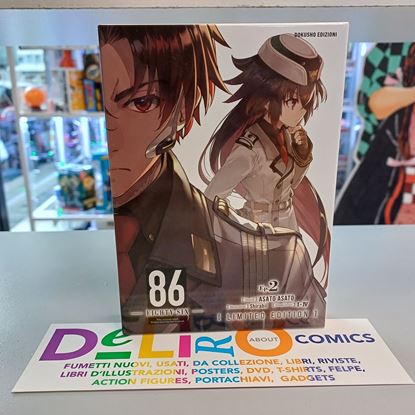 DOKUSHO EDIZIONI
Ep. 2
ASATO ASATO
Shirabii
I-IV
86
EIGHTY-SIX
[ LIMITED EDITION ]
DeLiRiO ABOUT COMICS
FUMETTI NUOVI, USATI, DA COLLEZIONE, LIBRI, RIVISTE,
LIBRI D'ILLUSTRAZIONI, POSTERS, DVD, T-SHIRTS, FELPE,
ACTION FIGURES, PORTACHIAVI, GADGETS